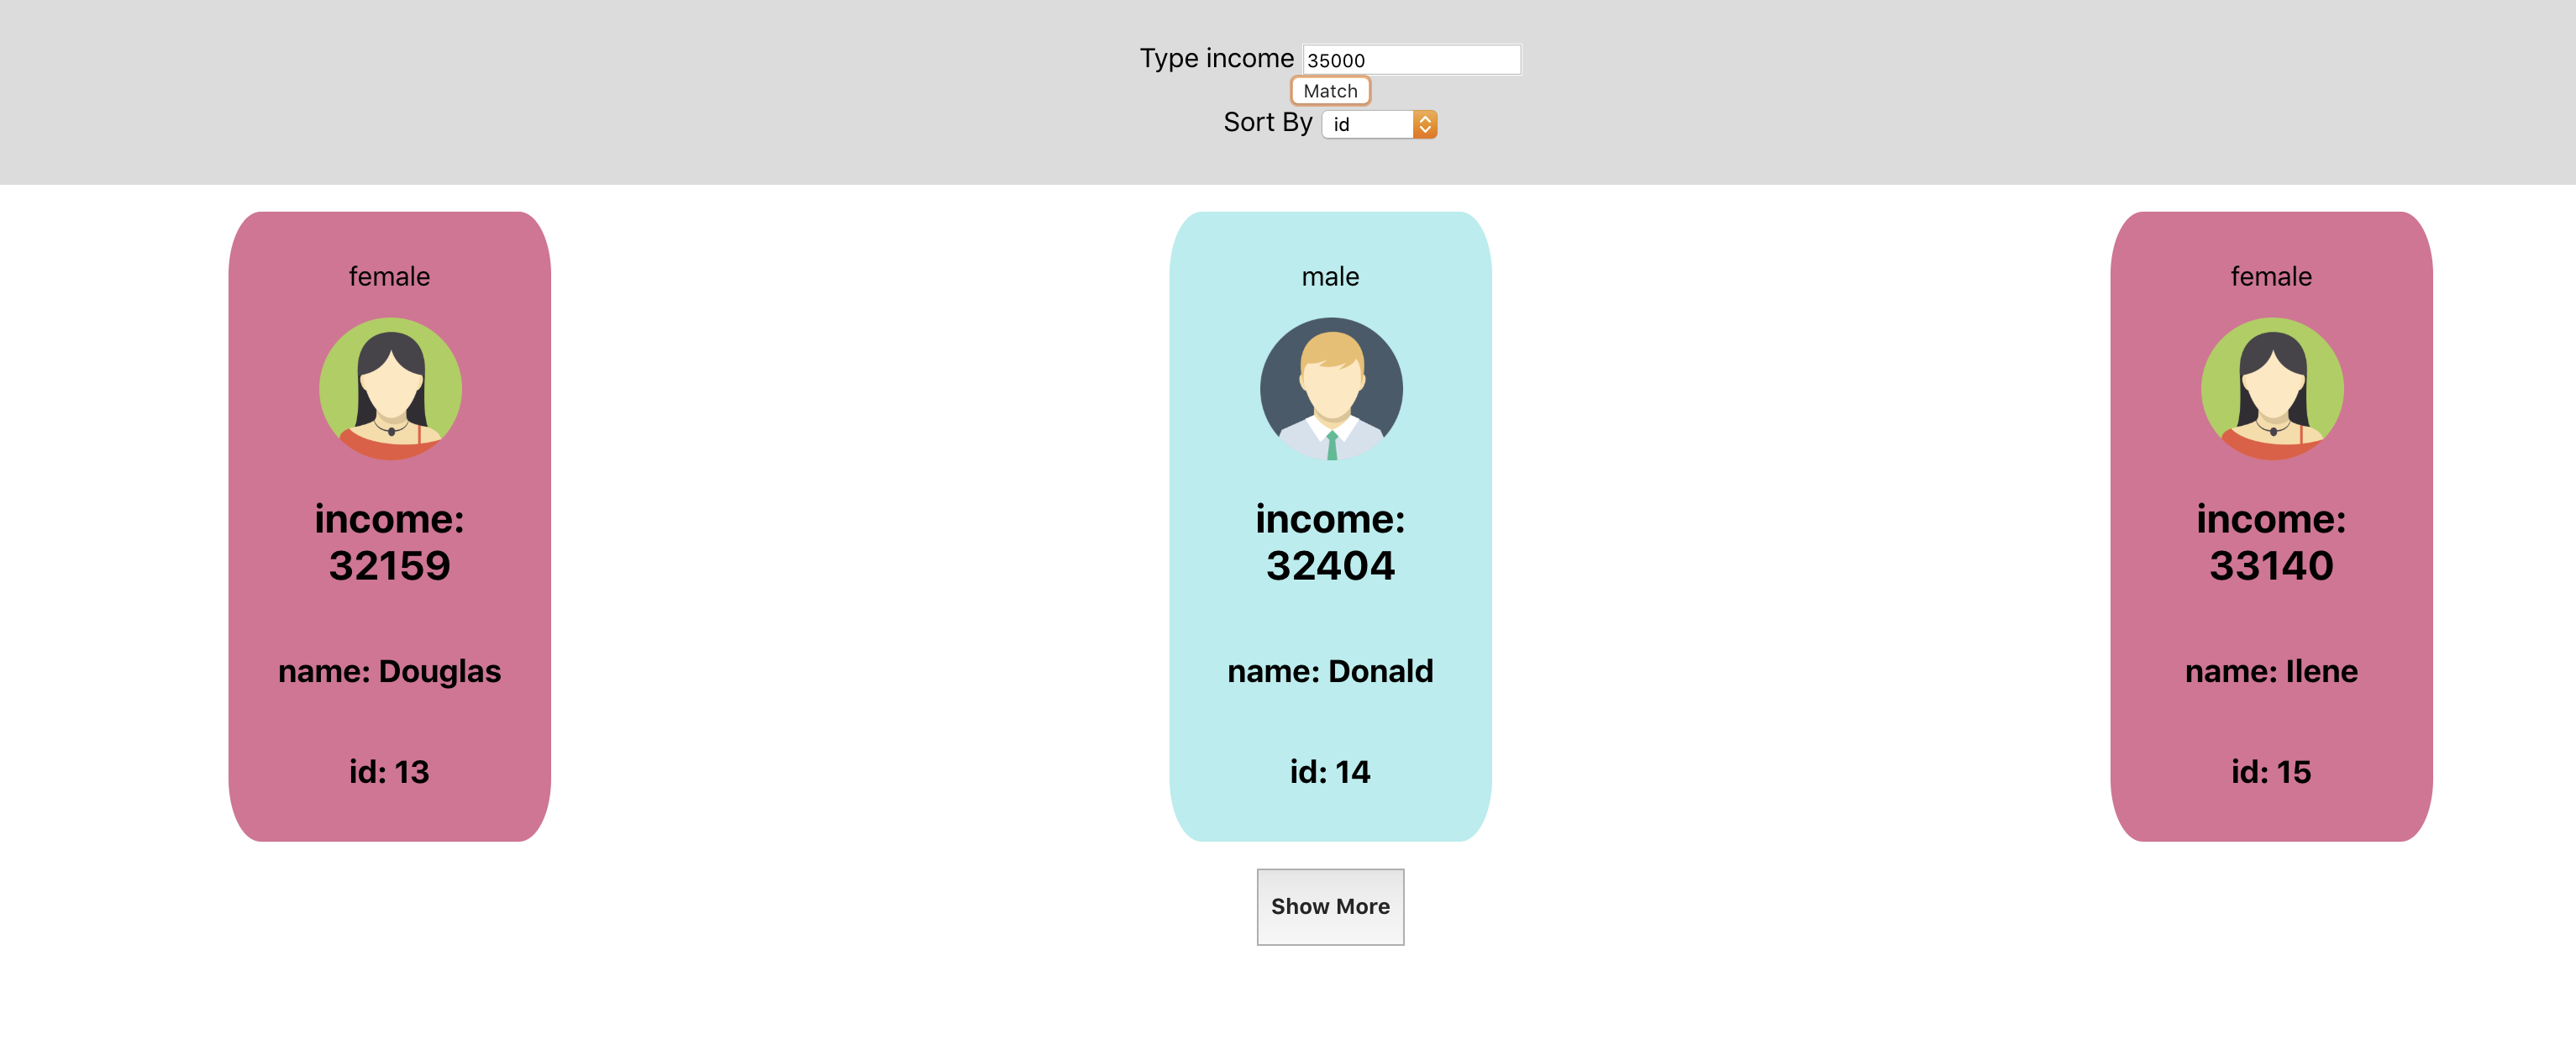 Type income 35000
Match
Sort By id
female
income:
32159
name: Douglas
id: 13
male
income:
32404
name: Donald
id: 14
female
income:
33140
name: Ilene
id: 15
Show More